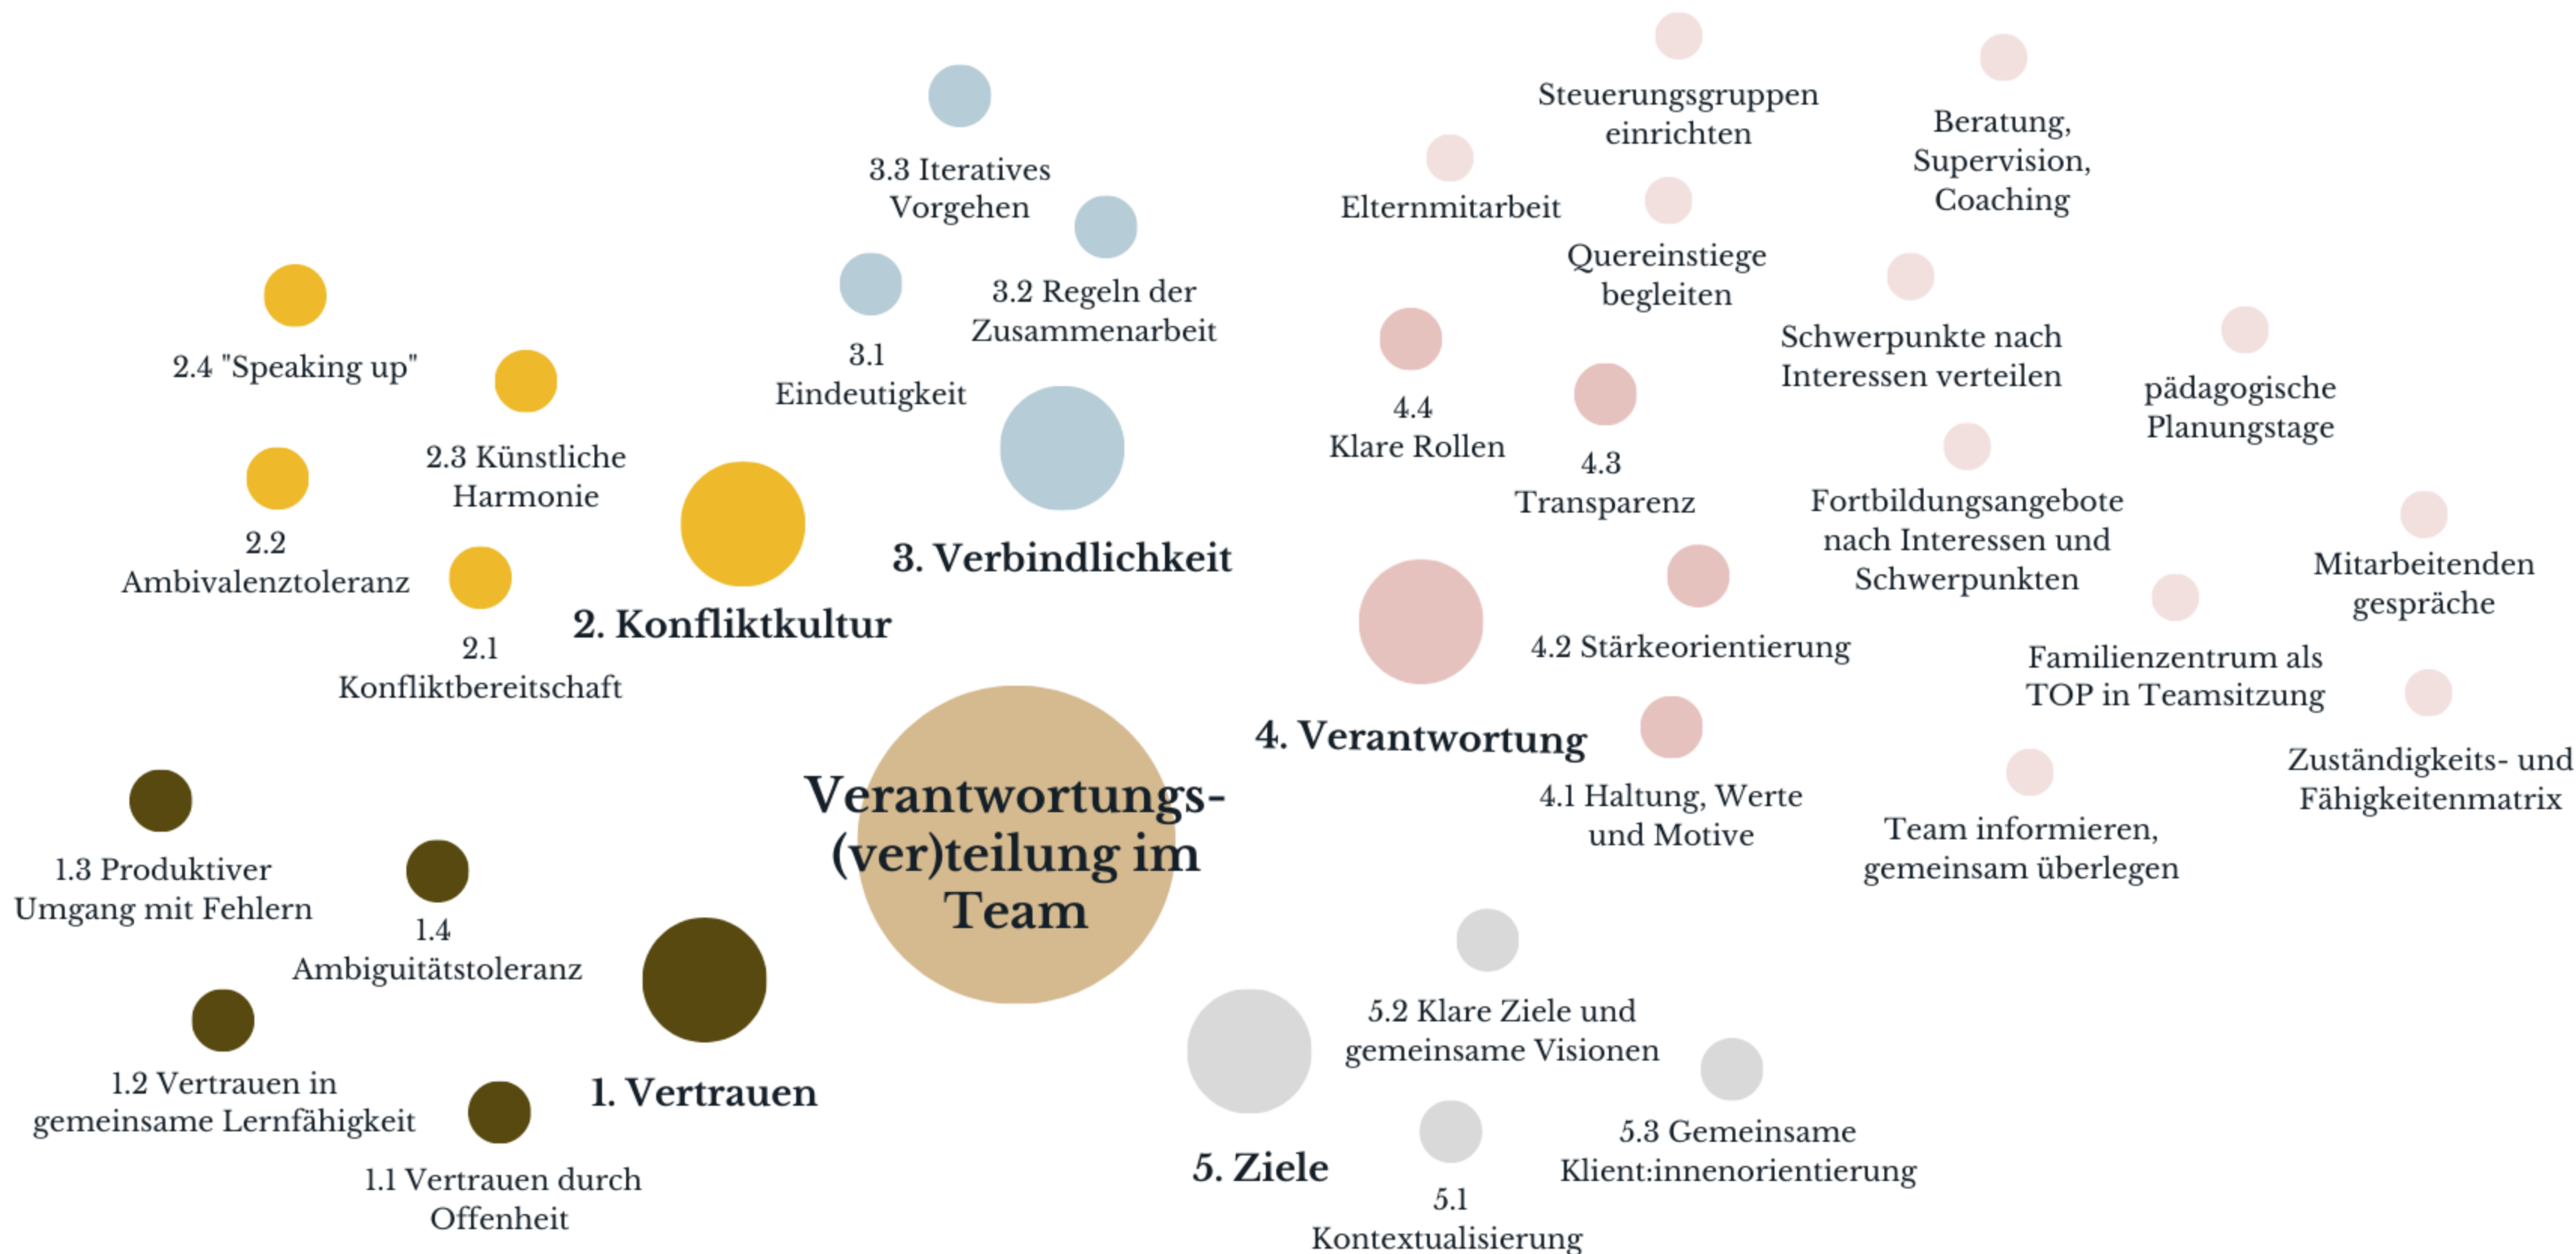 Verantwortungs-
(ver)teilung im
Team
1. Vertrauen
1.1 Vertrauen durch
Offenheit
1.2 Vertrauen in
gemeinsame Lernfähigkeit
1.3 Produktiver
Umgang mit Fehlern
1.4
Ambiguitätstoleranz
2. Konfliktkultur
2.1
Konfliktbereitschaft
2.2
Ambivalenztoleranz
2.3 Künstliche
Harmonie
2.4 "Speaking up"
3. Verbindlichkeit
3.1
Eindeutigkeit
3.2 Regeln der
Zusammenarbeit
3.3 Iteratives
Vorgehen
4. Verantwortung
4.1 Haltung, Werte
und Motive
4.2 Stärkeorientierung
4.3
Transparenz
4.4
Klare Rollen
Elternmitarbeit
Steuerungsgruppen
einrichten
Quereinstiege
begleiten
Beratung,
Supervision,
Coaching
Schwerpunkte nach
Interessen verteilen
pädagogische
Planungstage
Fortbildungsangebote
nach Interessen und
Schwerpunkten
Mitarbeitenden
gespräche
Familienzentrum als
TOP in Teamsitzung
Zuständigkeits- und
Fähigkeitenmatrix
Team informieren,
gemeinsam überlegen
5. Ziele
5.1
Kontextualisierung
5.2 Klare Ziele und
gemeinsame Visionen
5.3 Gemeinsame
Klient:innenorientierung